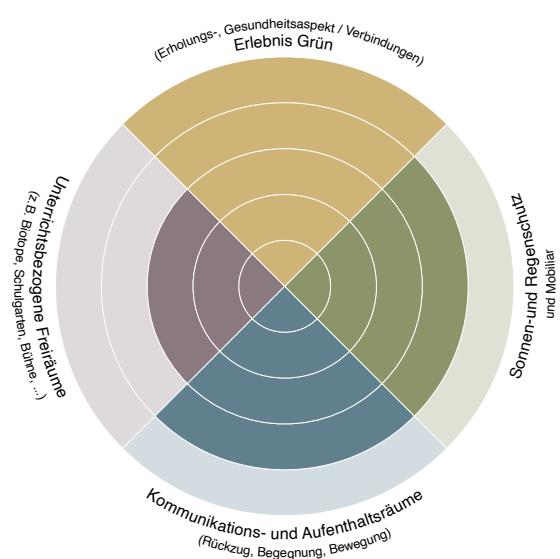 (Erholungs-, Gesundheitsaspekt / Verbindungen)
Erlebnis Grün
Sonnen-und Regenschutz
und Mobiliar
Kommunikations- und Aufenthaltsräume
(Rückzug, Begegnung, Bewegung)
Unterrichtsbezogene Freiräume
(z.B. Biotope, Schulgarten, Bühne, ...)